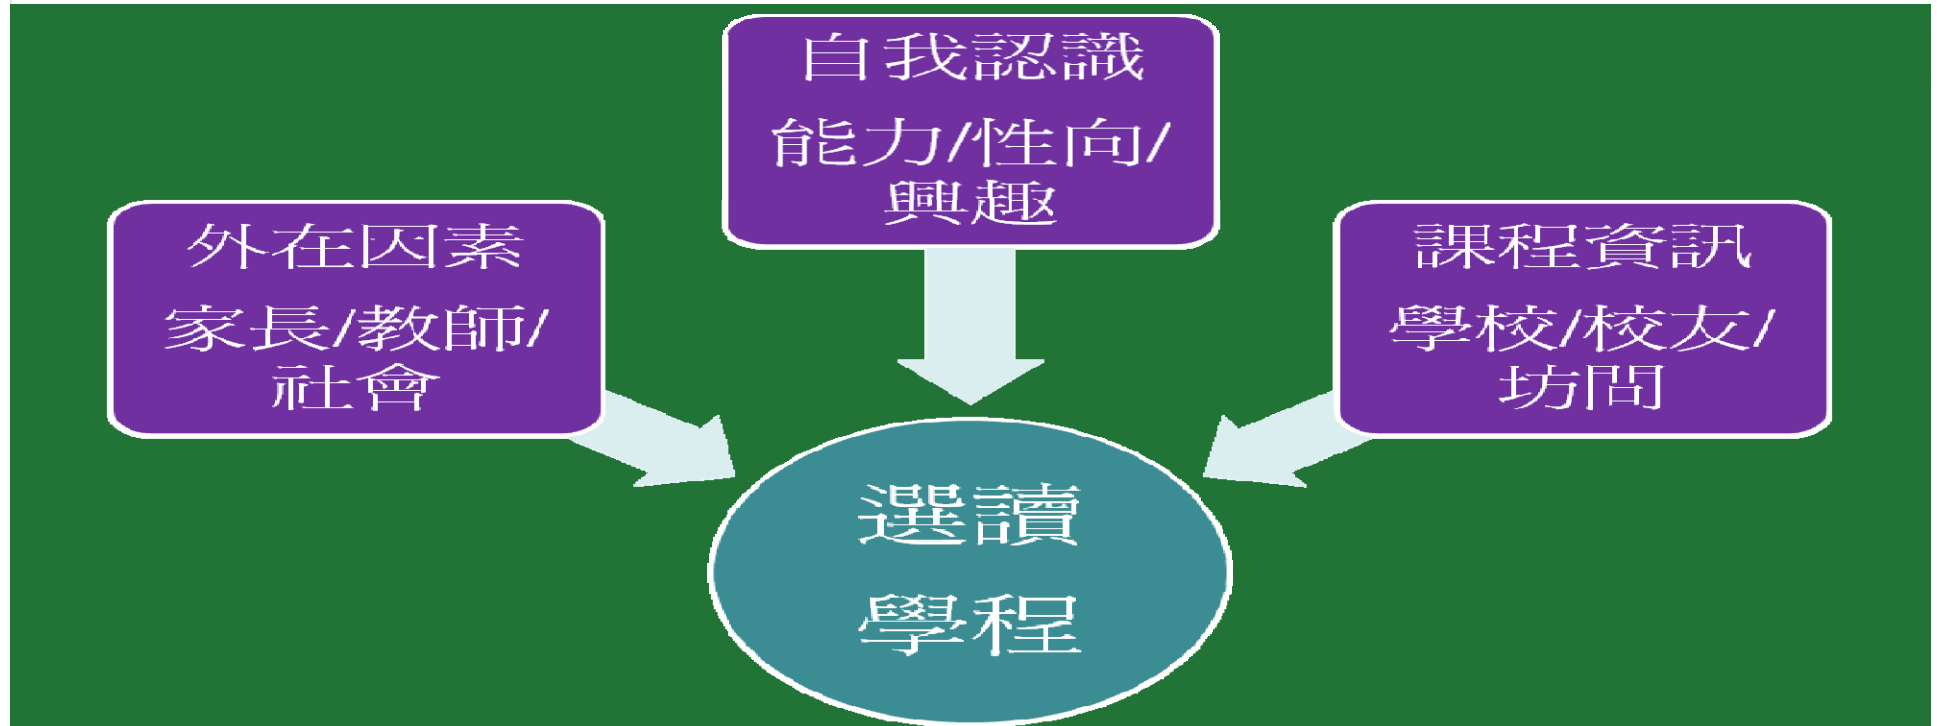 自我認識
能力/性向/
興趣
外在因素
家長/教師/
社會
課程資訊
學校/校友/
坊問
選讀
學程